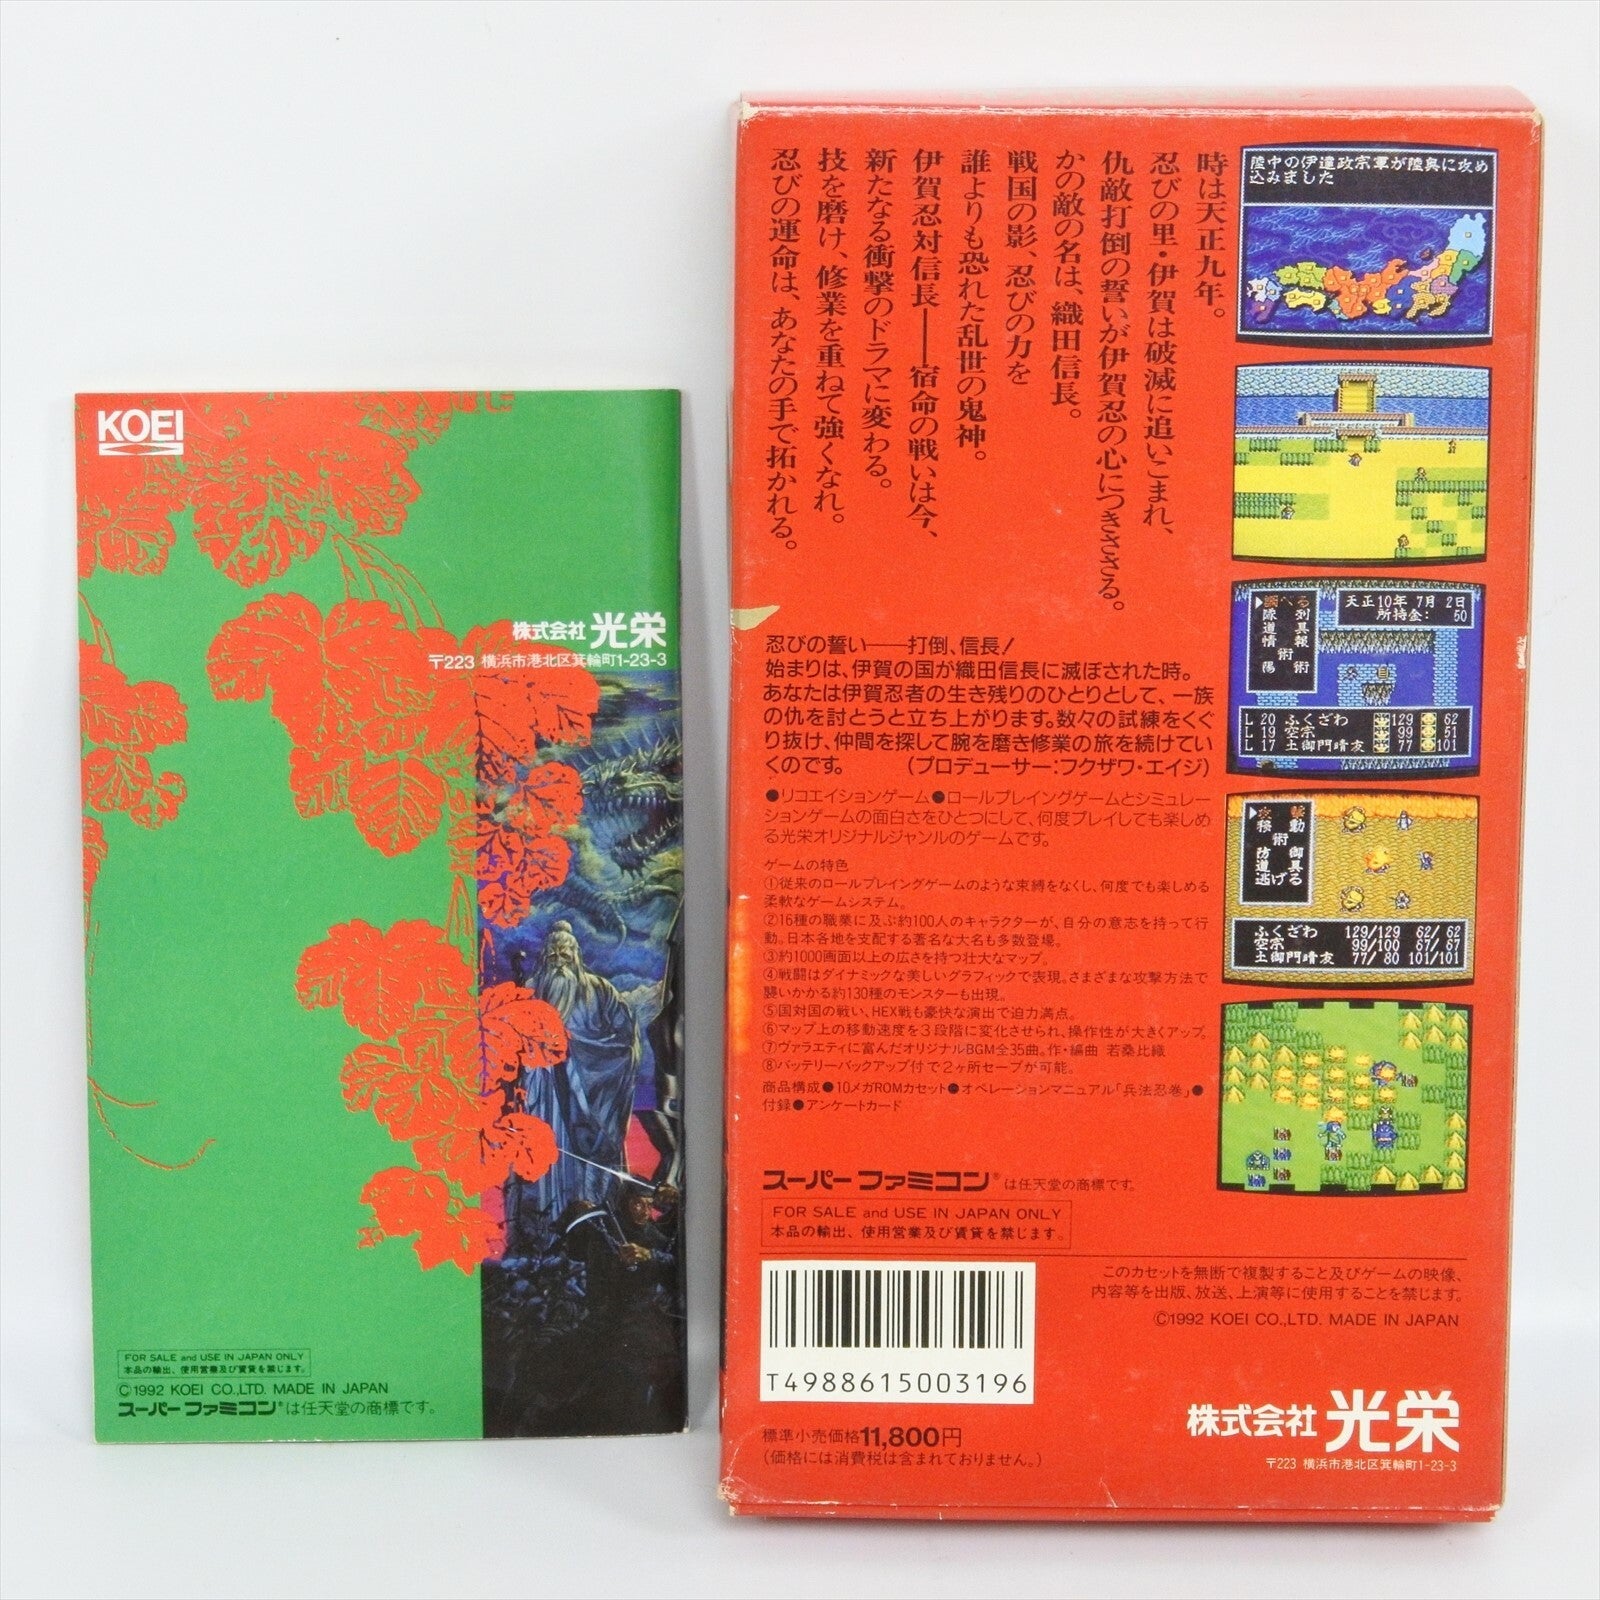 KOEI
株式会社 光栄
〒223 横浜市港北区箕輪町1-23-3
FOR SALE and USE IN JAPAN ONLY
本品の輸出、使用営業及び賃貸を禁じます。
©1992 KOEI CO.,LTD. MADE IN JAPAN
スーパーファミコン®は任天堂の商標です。
時は天正九年。
忍びの里・伊賀は破滅に追いこまれ、
仇敵打倒の誓いが伊賀忍の心につきささる。
かの敵の名は、織田信長。
戦国の影、忍びの力を
誰よりも恐れた乱世の鬼神。
伊賀忍対信長——宿命の戦いは今、
新たなる衝撃のドラマに変わる。
技を磨け、修業を重ねて強くなれ。
忍びの運命は、あなたの手で拓かれる。
陸中の伊達政宗軍が陸奥に攻め
込みました
▶調べる
隊列
道具
情報
術
陰術
天正10年 7月 2日
所持金: 50
L 20 ふくざわ 129 62
L 19 空宗 99 51
L 17 土御門晴友 77 101
▶攻撃
移動
術
防御
道具
逃げる
ふくざわ 129/129 62/ 62
空宗 99/100 67/ 67
土御門晴友 77/ 80 101/101
忍びの誓い——打倒、信長!
始まりは、伊賀の国が織田信長に滅ぼされた時。
あなたは伊賀忍者の生き残りのひとりとして、一族
の仇を討とうと立ち上がります。数々の試練をくぐ
り抜け、仲間を探して腕を磨き修業の旅を続けてい
くのです。 (プロデューサー:フクザワ・エイジ)
●リコエイションゲーム●ロールプレイングゲームとシミュレー
ションゲームの面白さをひとつにして、何度プレイしても楽しめ
る光栄オリジナルジャンルのゲームです。
ゲームの特色
①従来のロールプレイングゲームのような束縛をなくし、何度でも楽しめる
柔軟なゲームシステム。
②16種の職業に及ぶ約100人のキャラクターが、自分の意志を持って行
動。日本各地を支配する著名な大名も多数登場。
③約1000画面以上の広さを持つ壮大なマップ。
④戦闘はダイナミックな美しいグラフィックで表現。さまざまな攻撃方法で
襲いかかる約130種のモンスターも出現。
⑤国対国の戦い、HEX戦も豪快な演出で迫力満点。
⑥マップ上の移動速度を3段階に変化させられ、操作性が大きくアップ。
⑦ヴァラエティに富んだオリジナルBGM全35曲。作・編曲 若桑比織
⑧バッテリーバックアップ付で2ヶ所セーブが可能。
商品構成●10メガROMカセット●オペレーションマニュアル「兵法忍巻」●
付録●アンケートカード
スーパーファミコン®は任天堂の商標です。
FOR SALE and USE IN JAPAN ONLY
本品の輸出、使用営業及び賃貸を禁じます。
このカセットを無断で複製すること及びゲームの映像、
内容等を出版、放送、上演等に使用することを禁じます。
©1992 KOEI CO.,LTD. MADE IN JAPAN
T4988615003196
標準小売価格11,800円
(価格には消費税は含まれておりません。)
株式会社 光栄
〒223 横浜市港北区箕輪町1-23-3